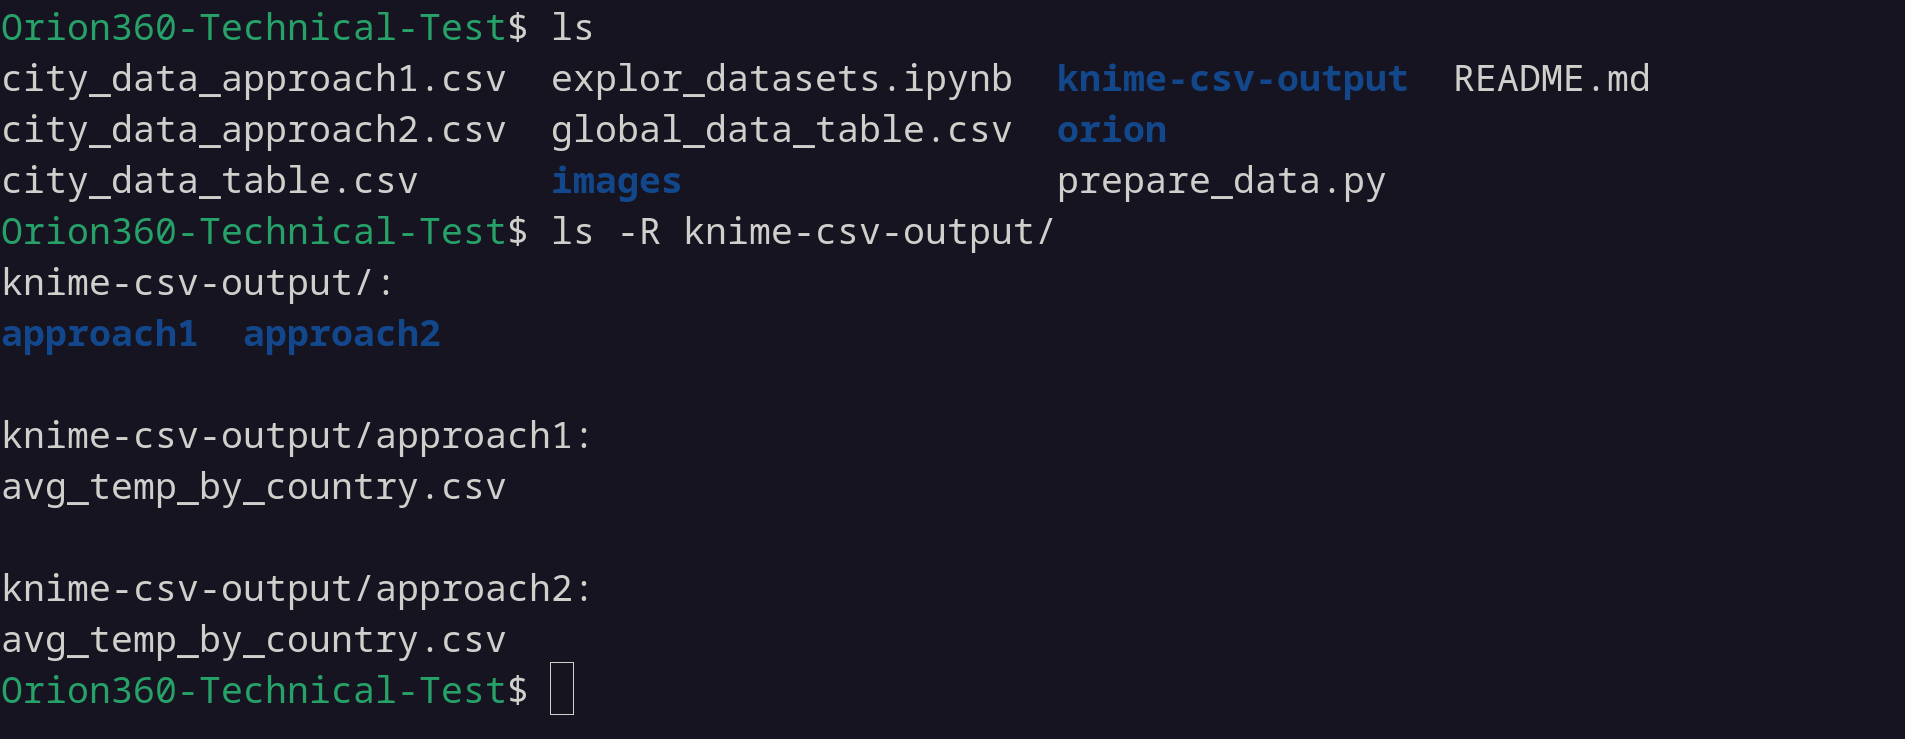 Orion360-Technical-Test$ ls
city_data_approach1.csv  explor_datasets.ipynb  knime-csv-output  README.md
city_data_approach2.csv  global_data_table.csv  orion
city_data_table.csv      images                 prepare_data.py
Orion360-Technical-Test$ ls -R knime-csv-output/
knime-csv-output/:
approach1  approach2
knime-csv-output/approach1:
avg_temp_by_country.csv
knime-csv-output/approach2:
avg_temp_by_country.csv
Orion360-Technical-Test$